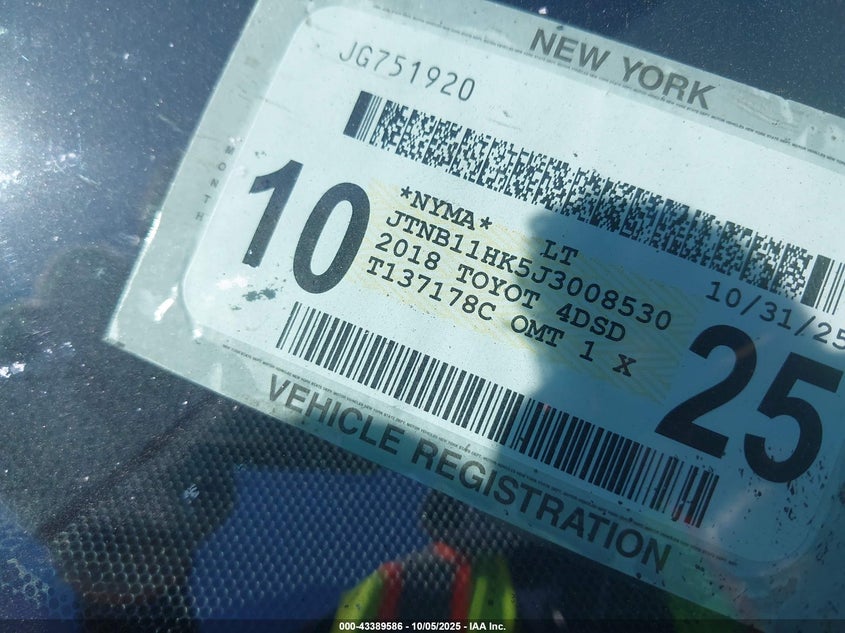 NEW YORK
JG751920
MONTH
10
*NYMA* LT
JTNB11HK5J3008530
2018 TOYOT 4DSD
T137178C OMT 1 X
10/31/25
25
VEHICLE REGISTRATION
000-43389586 - 10/05/2025 - IAA Inc.